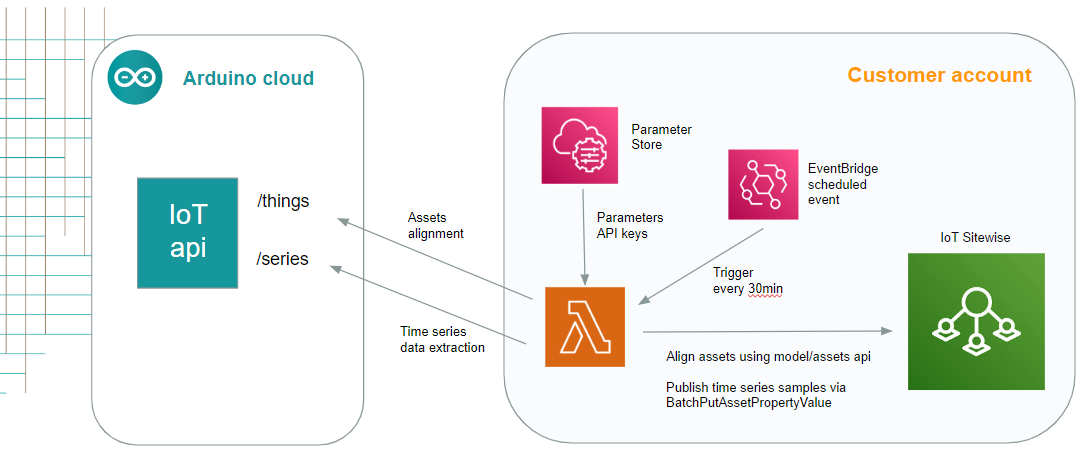 Arduino cloud
IoT
api
/things
/series
Assets
alignment
Time series
data extraction
Customer account
Parameter
Store
EventBridge
scheduled
event
Parameters
API keys
Trigger
every 30min
IoT Sitewise
Align assets using model/assets api
Publish time series samples via
BatchPutAssetPropertyValue